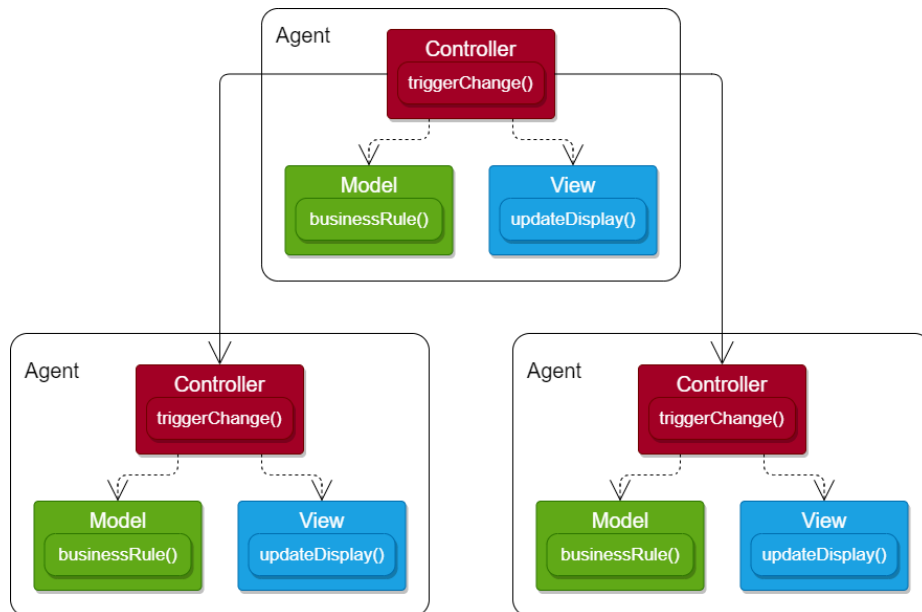 Agent
Controller
triggerChange()
Model
View
businessRule()
updateDisplay()
Agent
Controller
triggerChange()
Model
View
businessRule()
updateDisplay()
Agent
Controller
triggerChange()
Model
View
businessRule()
updateDisplay()